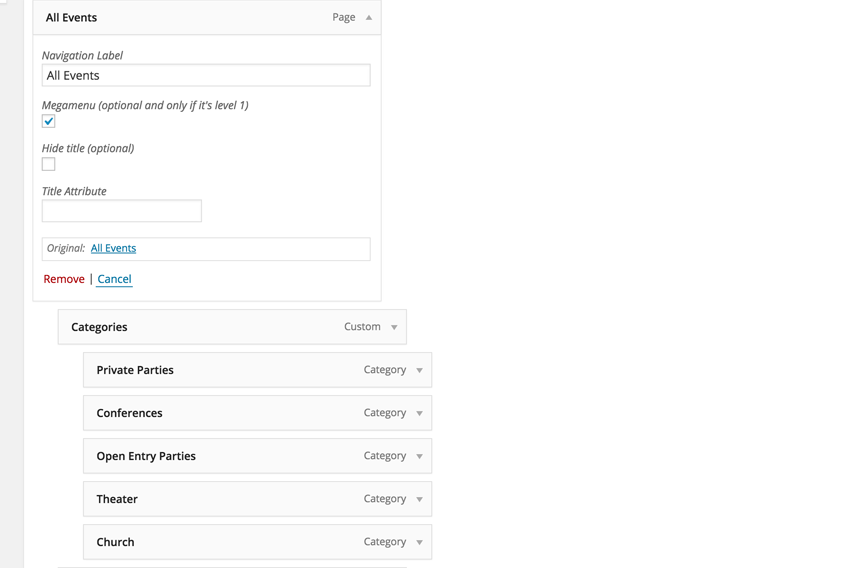 All Events Page
Navigation Label
All Events
Megamenu (optional and only if it's level 1)
Hide title (optional)
Title Attribute
Original: All Events
Remove | Cancel
Categories Custom
Private Parties Category
Conferences Category
Open Entry Parties Category
Theater Category
Church Category